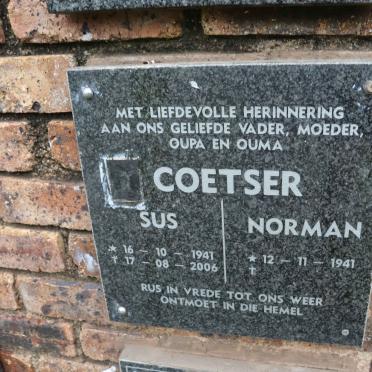 MET LIEFDEVOLLE HERINNERING
AAN ONS GELIEFDE VADER, MOEDER,
OUPA EN OUMA
COETSER
SUS
* 16 - 10 - 1941
† 17 - 08 - 2006
NORMAN
* 12 - 11 - 1941
†
RUS IN VREDE TOT ONS WEER
ONTMOET IN DIE HEMEL